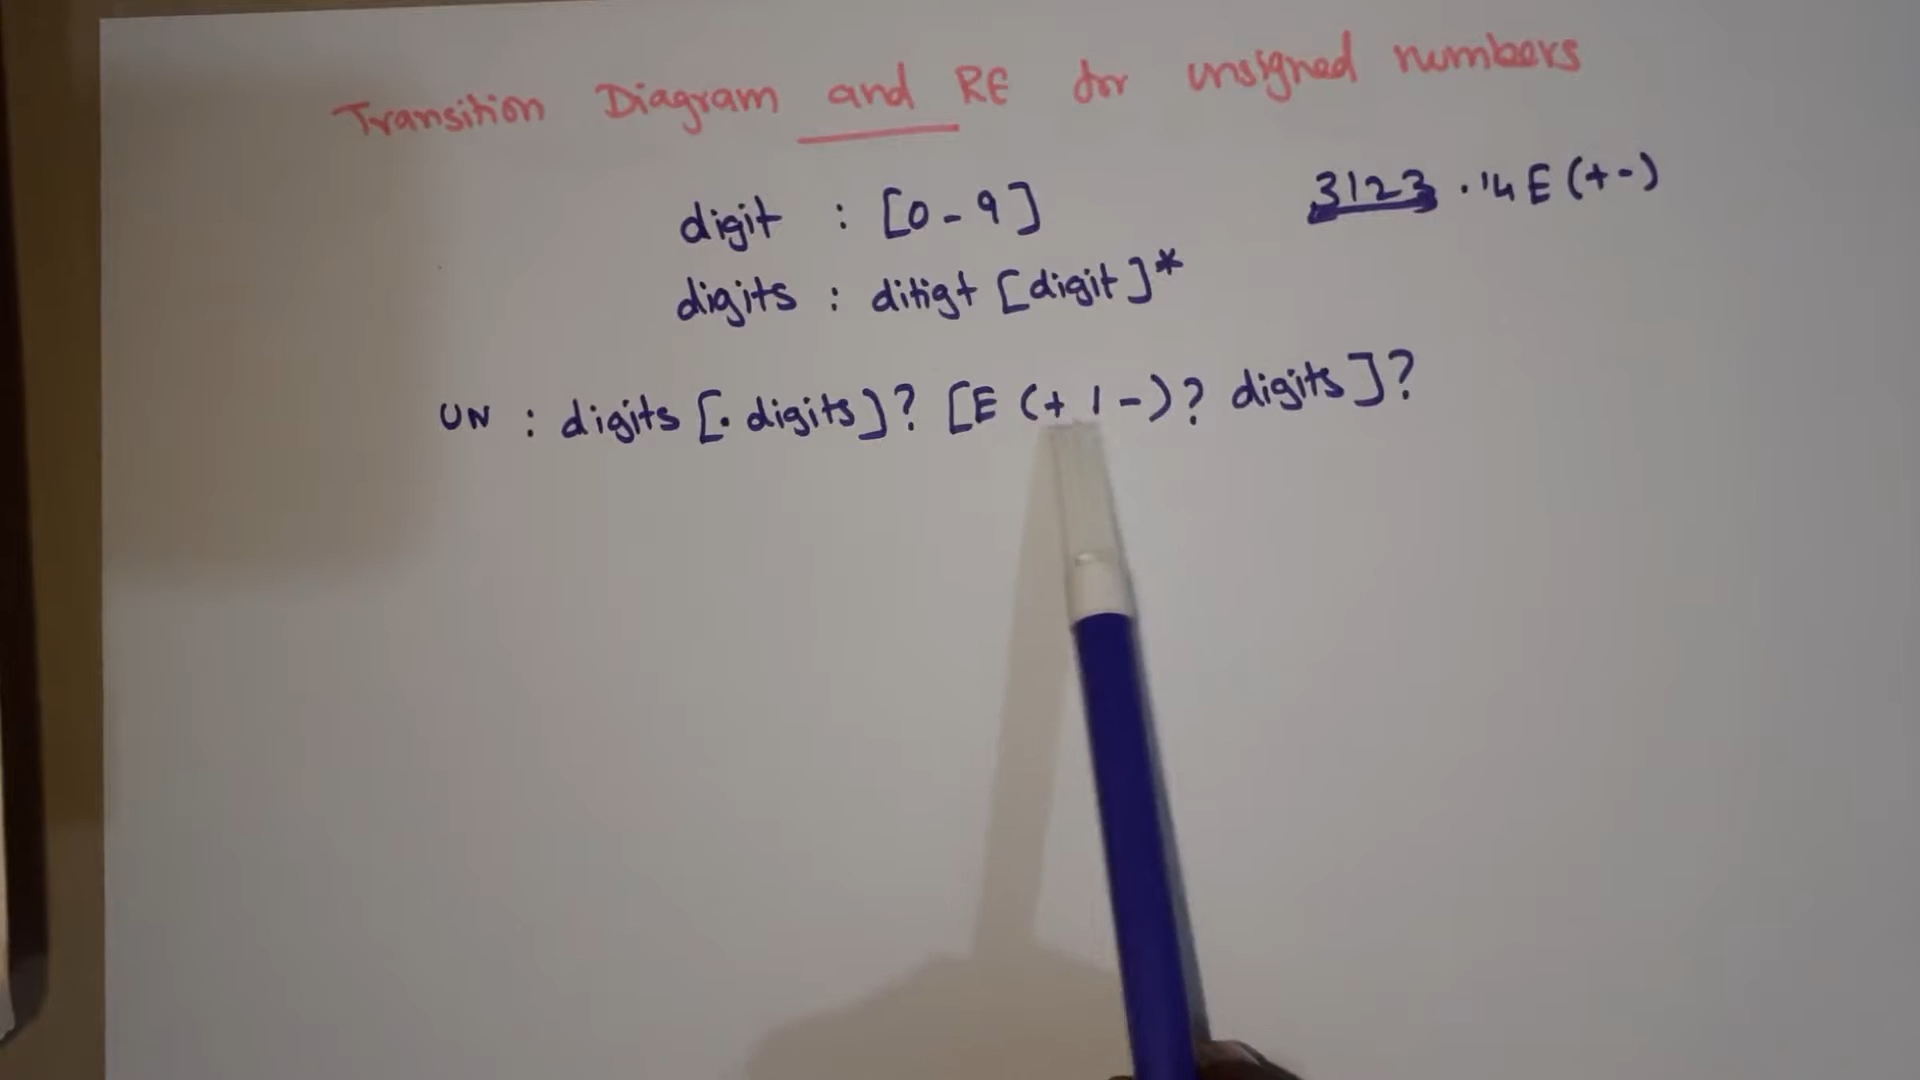 Transition Diagram and RE for unsigned numbers
digit : [0-9]
3123 .14 E (+-)
digits : ditigt [digit]*
UN : digits [. digits]? [E (+ | -)? digits]?